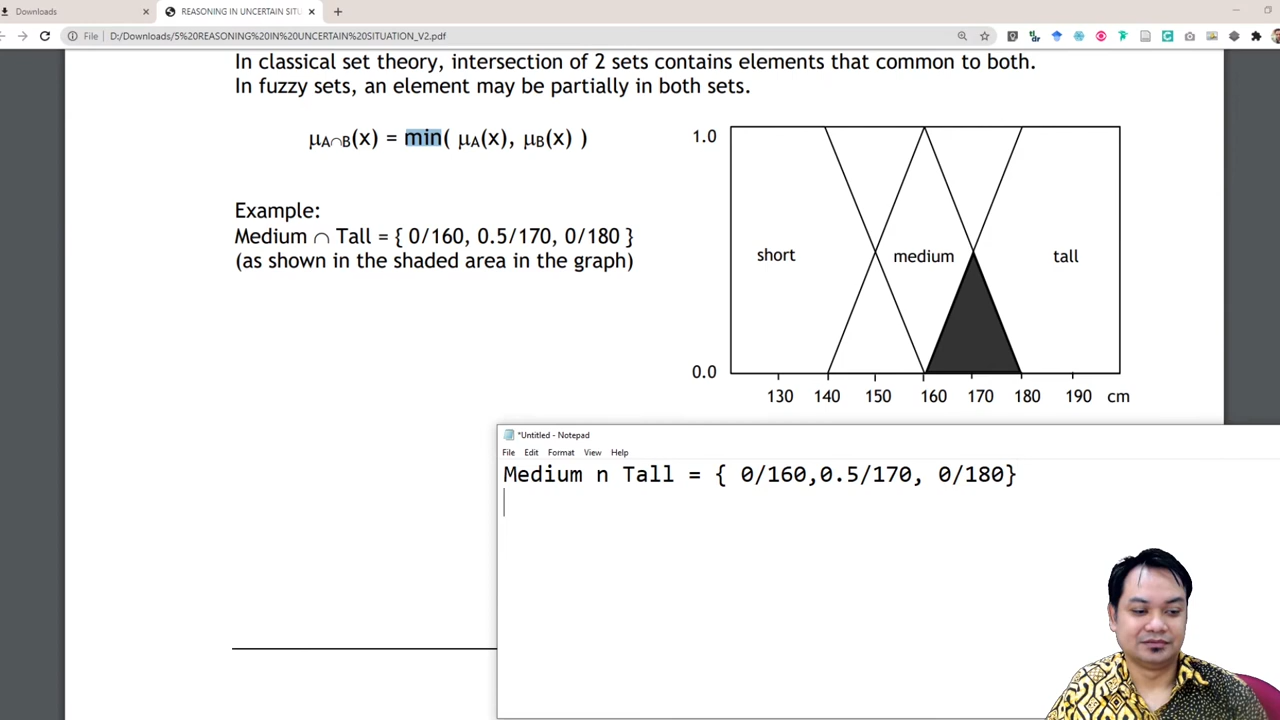 Downloads
REASONING IN UNCERTAIN SITU
File
D:/Downloads/5%20REASONING%20IN%20UNCERTAIN%20SITUATION_V2.pdf
In classical set theory, intersection of 2 sets contains elements that common to both.
In fuzzy sets, an element may be partially in both sets.
μA∩B(x) = min( μA(x), μB(x) )
Example:
Medium ∩ Tall = { 0/160, 0.5/170, 0/180 }
(as shown in the shaded area in the graph)
1.0
short
medium
tall
0.0
130 140 150 160 170 180 190 cm
*Untitled - Notepad
File Edit Format View Help
Medium n Tall = { 0/160,0.5/170, 0/180}